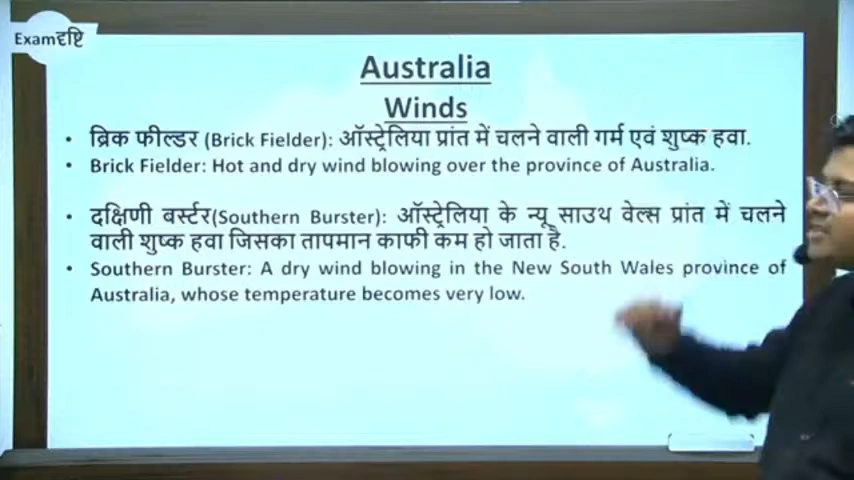 Examदृष्टि
Australia
Winds
• ब्रिक फील्डर (Brick Fielder): ऑस्ट्रेलिया प्रांत में चलने वाली गर्म एवं शुष्क हवा.
• Brick Fielder: Hot and dry wind blowing over the province of Australia.
• दक्षिणी वर्स्टर(Southern Burster): ऑस्ट्रेलिया के न्यू साउथ वेल्स प्रांत में चलने
वाली शुष्क हवा जिसका तापमान काफी कम हो जाता है.
• Southern Burster: A dry wind blowing in the New South Wales province of
Australia, whose temperature becomes very low.